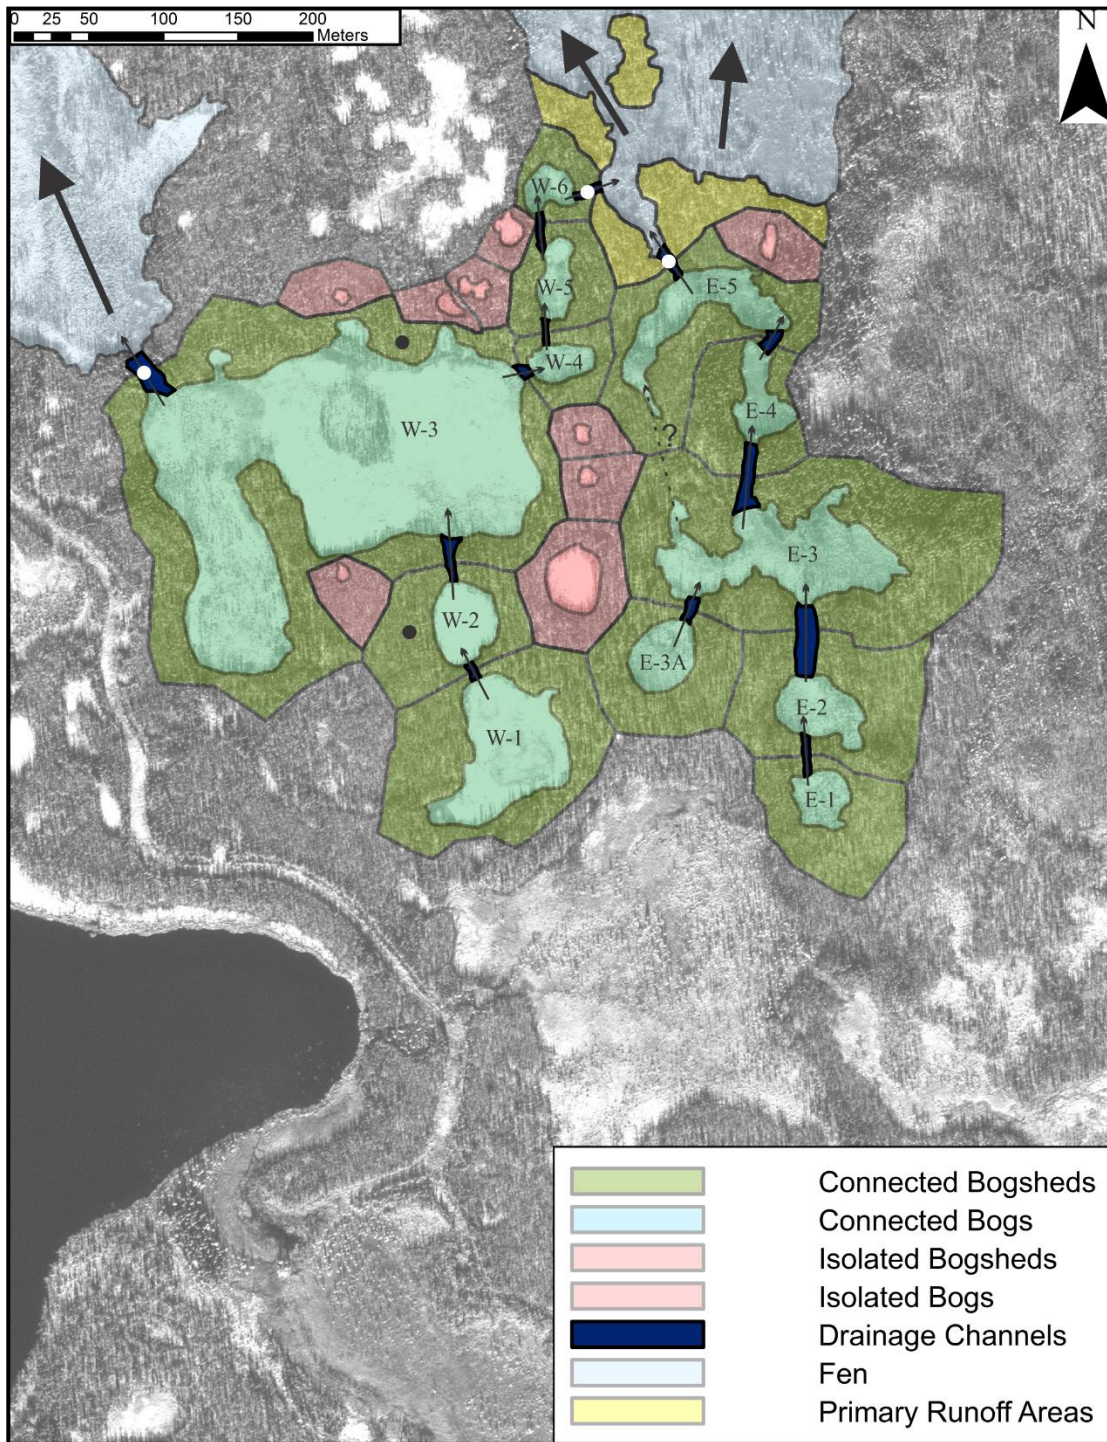 0 25 50 100 150 200
Meters
N
W-6
W-5
E-5
W-4
E-4
W-3
?
E-3
W-2
E-3A
E-2
W-1
E-1
Connected Bogsheds
Connected Bogs
Isolated Bogsheds
Isolated Bogs
Drainage Channels
Fen
Primary Runoff Areas